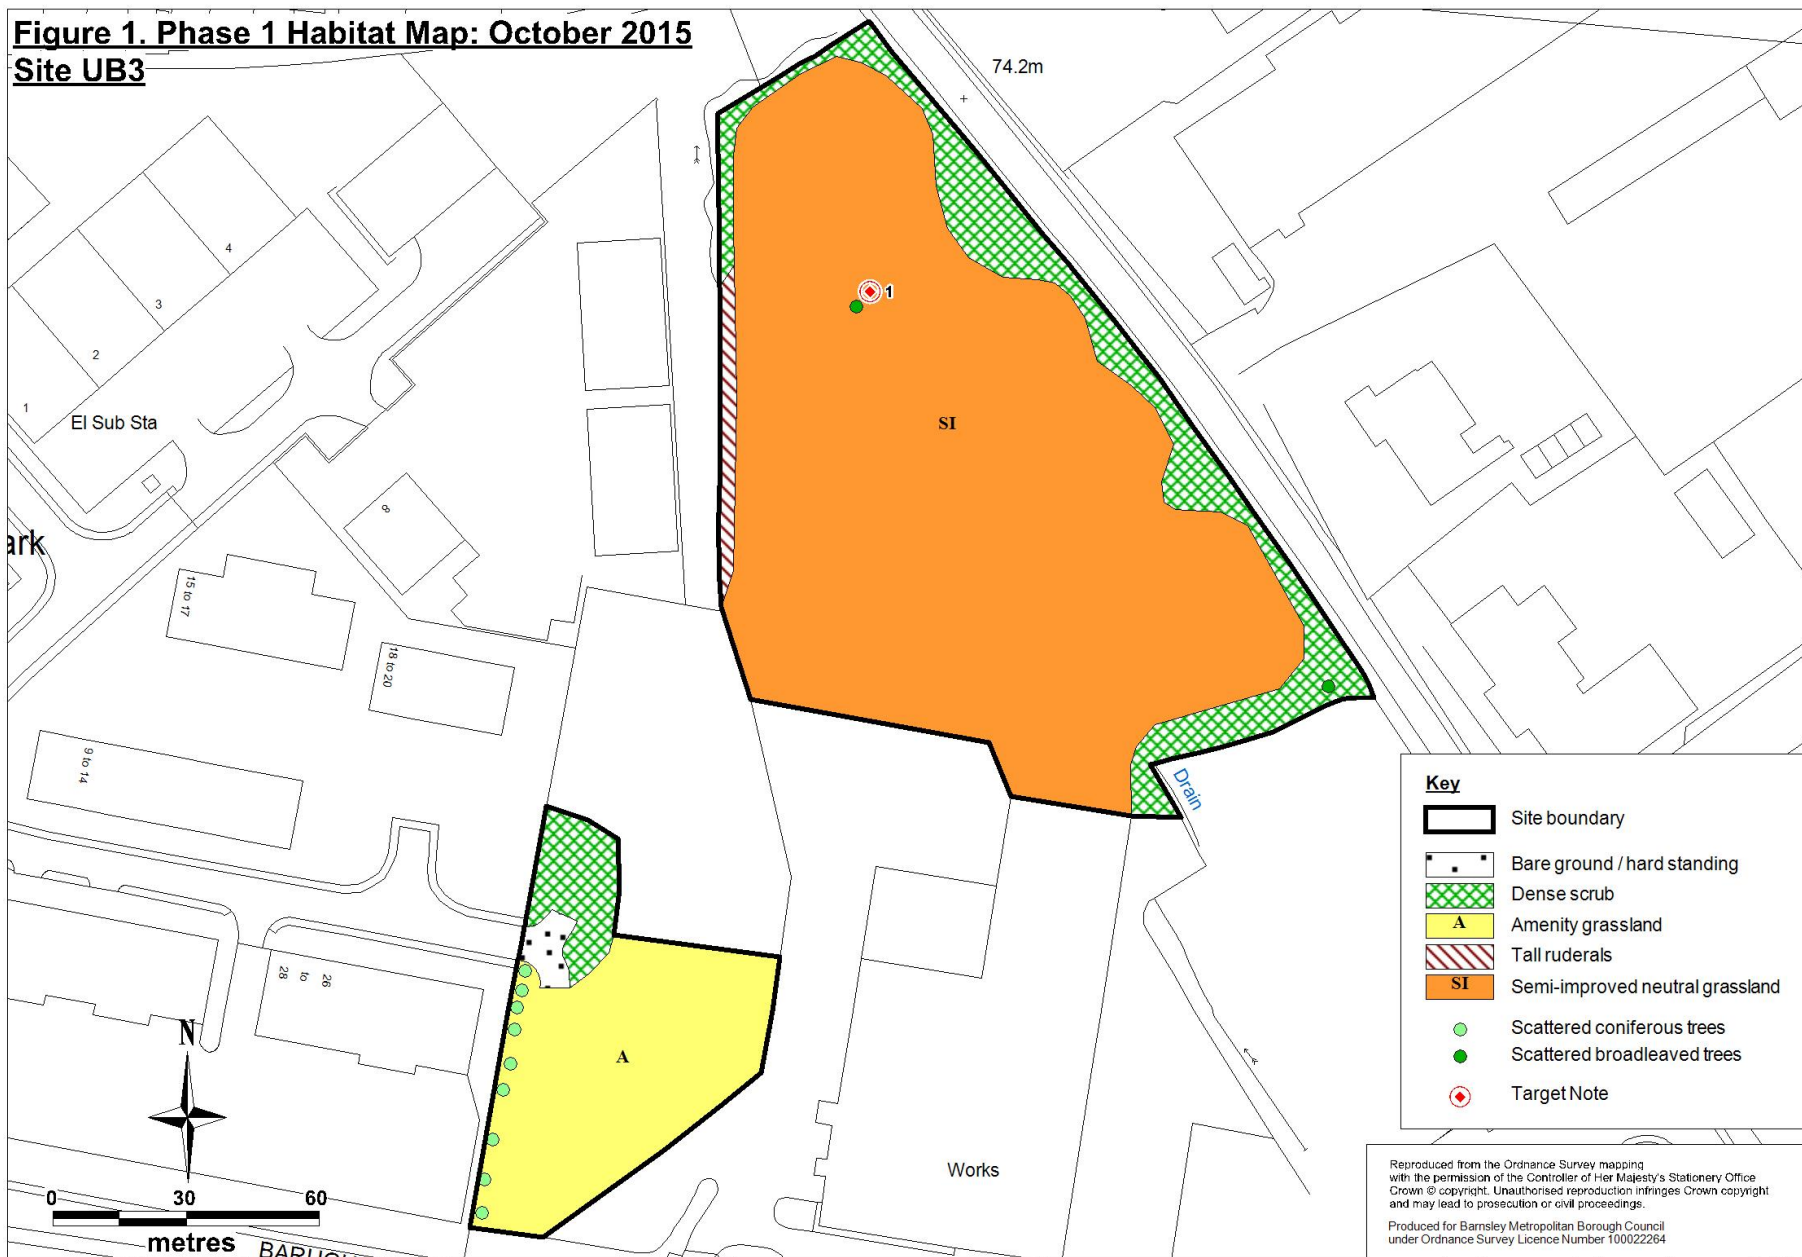 Figure 1. Phase 1 Habitat Map: October 2015
Site UB3
74.2m
4
3
2
1
El Sub Sta
8
ark
15 to 17
18 to 20
9 to 14
1
SI
Drain
28
to
26
A
N
Works
0 30 60
metres
Key
Site boundary
Bare ground / hard standing
Dense scrub
A Amenity grassland
Tall ruderals
SI Semi-improved neutral grassland
Scattered coniferous trees
Scattered broadleaved trees
Target Note
Reproduced from the Ordnance Survey mapping
with the permission of the Controller of Her Majesty's Stationery Office
Crown © copyright. Unauthorised reproduction infringes Crown copyright
and may lead to prosecution or civil proceedings.
Produced for Barnsley Metropolitan Borough Council
under Ordnance Survey Licence Number 100022264